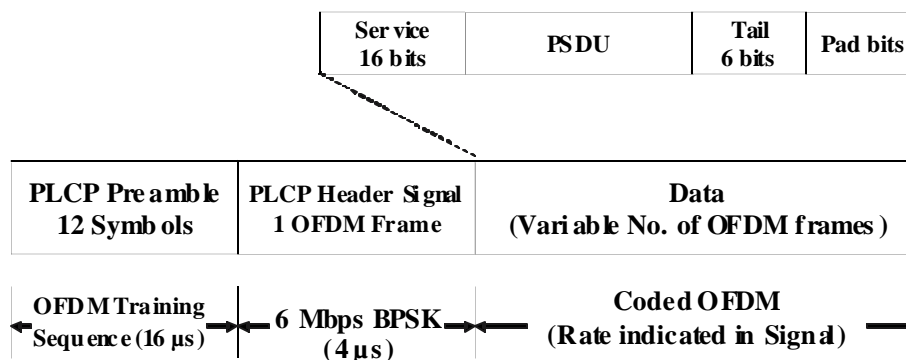 Service
16 bits
PSDU
Tail
6 bits
Pad bits
PLCP Preamble
12 Symbols
PLCP Header Signal
1 OFDM Frame
Data
(Variable No. of OFDM frames)
OFDM Training
Sequence (16 µs)
6 Mbps BPSK
(4 µs)
Coded OFDM
(Rate indicated in Signal)